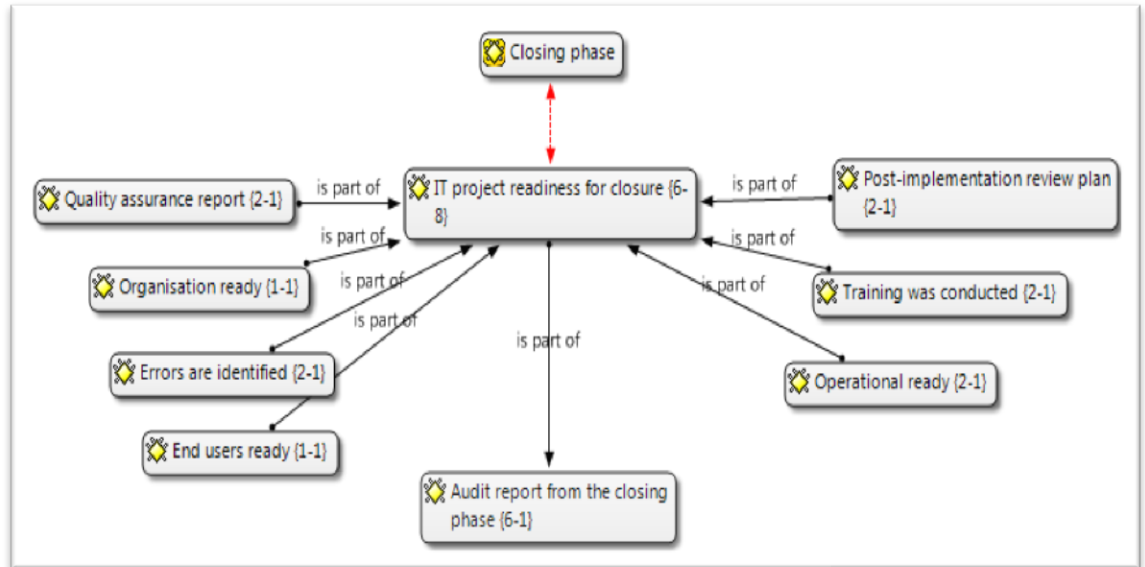 Closing phase
IT project readiness for closure {6-
8}
Quality assurance report {2-1}
is part of
is part of
Post-implementation review plan
{2-1}
is part of
is part of
Organisation ready {1-1}
is part of
is part of
Training was conducted {2-1}
is part of
is part of
Errors are identified {2-1}
Operational ready {2-1}
End users ready {1-1}
Audit report from the closing
phase {6-1}